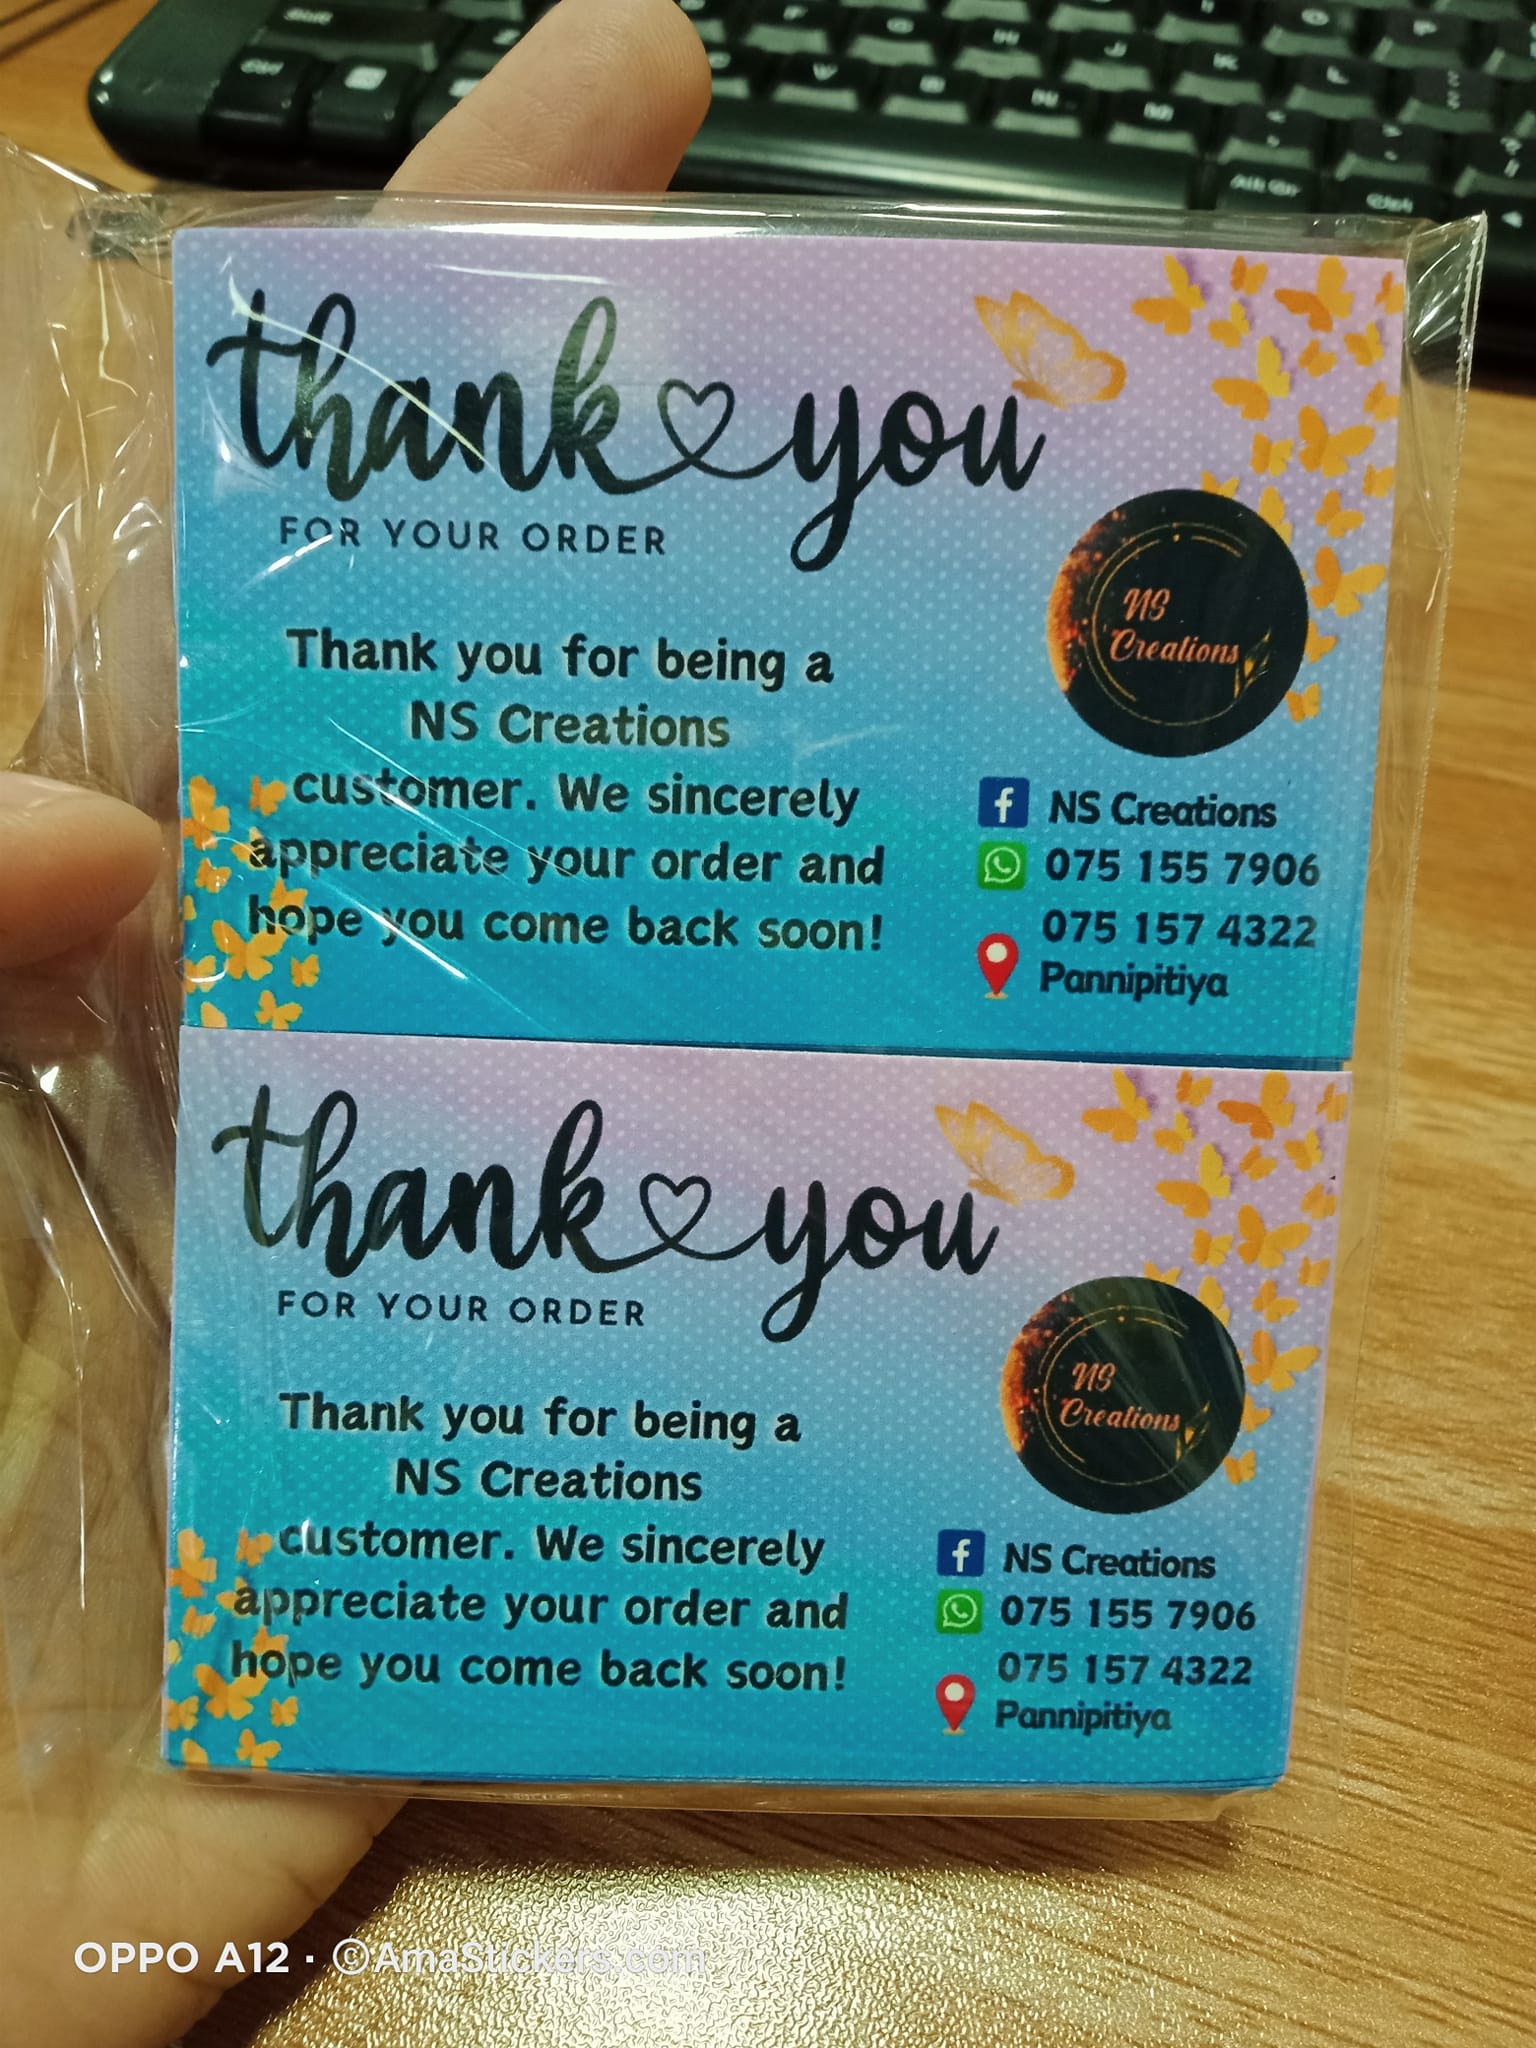 thank you
FOR YOUR ORDER
Thank you for being a
NS Creations
customer. We sincerely
appreciate your order and
hope you come back soon!
NS
Creations
NS Creations
075 155 7906
075 157 4322
Pannipitiya
thank you
FOR YOUR ORDER
Thank you for being a
NS Creations
customer. We sincerely
appreciate your order and
hope you come back soon!
NS
Creations
NS Creations
075 155 7906
075 157 4322
Pannipitiya
OPPO A12 · ©AmaStickers.com